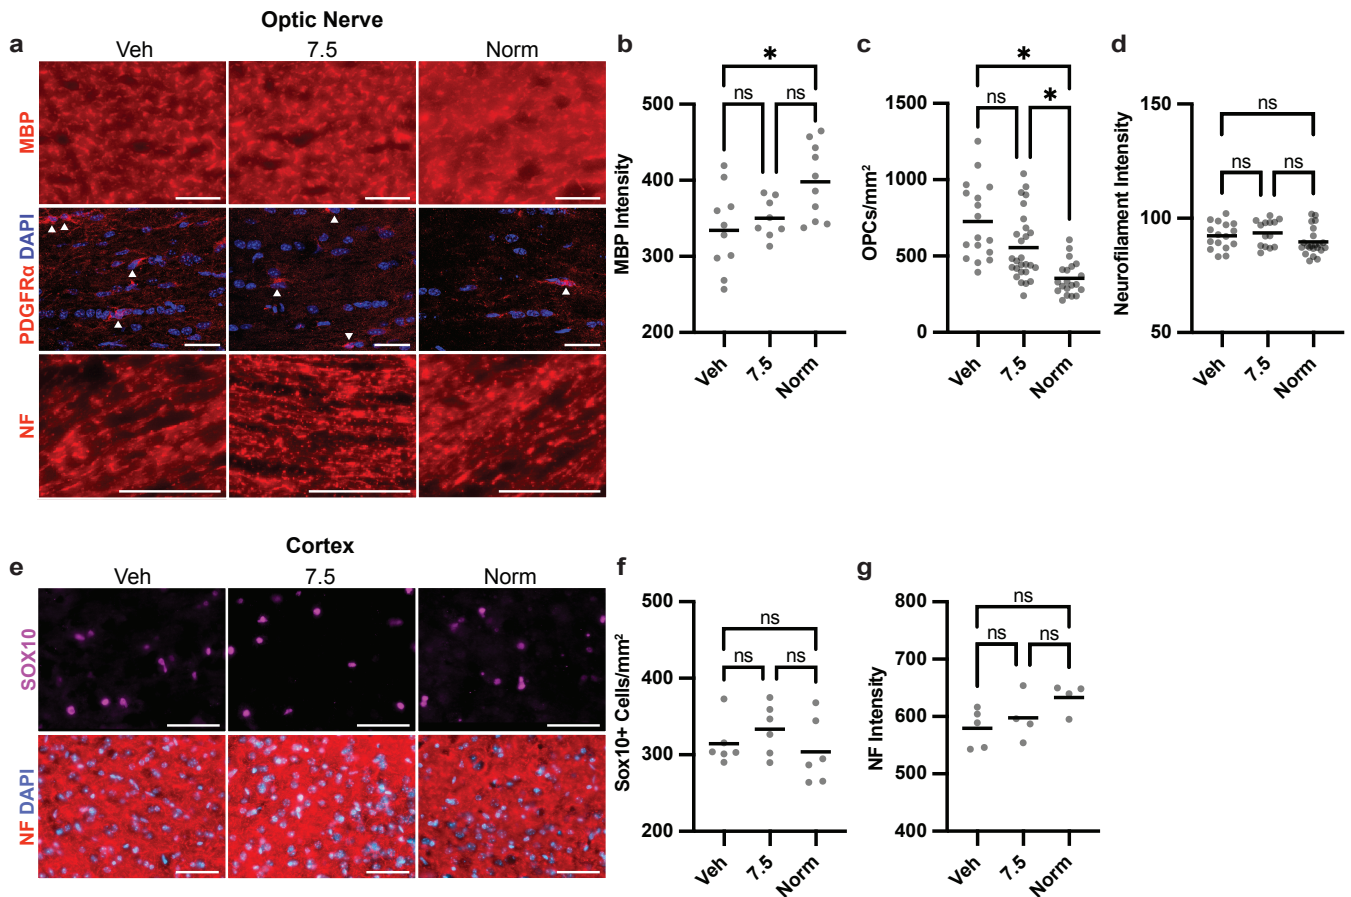 Optic Nerve
a
Veh
7.5
Norm
MBP
PDGFRα DAPI
NF
b
MBP Intensity
500
400
300
200
*
ns
ns
Veh
7.5
Norm
c
OPCs/mm²
1500
1000
500
0
*
ns
*
Veh
7.5
Norm
d
Neurofilament Intensity
150
100
50
ns
ns
ns
Veh
7.5
Norm
Cortex
e
Veh
7.5
Norm
SOX10
NF DAPI
f
Sox10+ Cells/mm²
500
400
300
200
ns
ns
ns
Veh
7.5
Norm
g
NF Intensity
800
700
600
500
400
ns
ns
ns
Veh
7.5
Norm